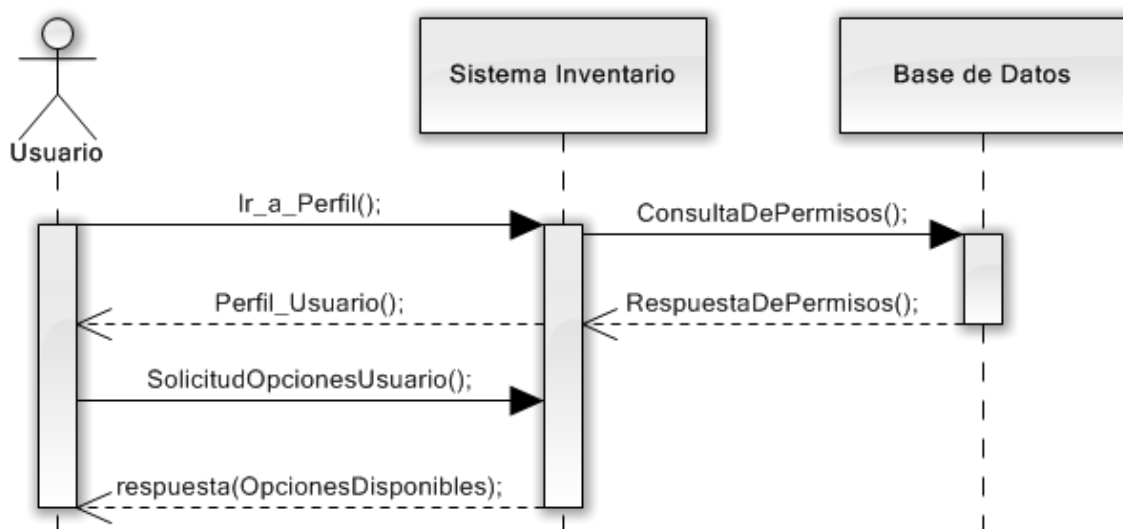 Usuario
Sistema Inventario
Base de Datos
Ir_a_Perfil();
ConsultaDePermisos();
Perfil_Usuario();
RespuestaDePermisos();
SolicitudOpcionesUsuario();
respuesta(OpcionesDisponibles);